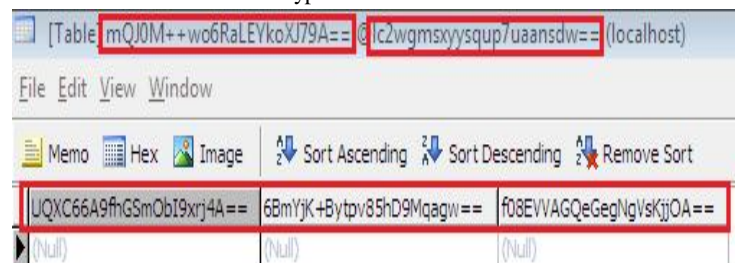 [Table] mQJ0M++wo6RaLEYkoXJ79A== @lc2wgmsxyysqup7uaansdw== (localhost)
File Edit View Window
Memo Hex Image Sort Ascending Sort Descending Remove Sort
UQXC66A9fhGSmObI9xrj4A== 6BmYjK+Bytpv85hD9Mqagw== f08EVVAGQeGegNgVsKjjOA==
(Null) (Null) (Null)